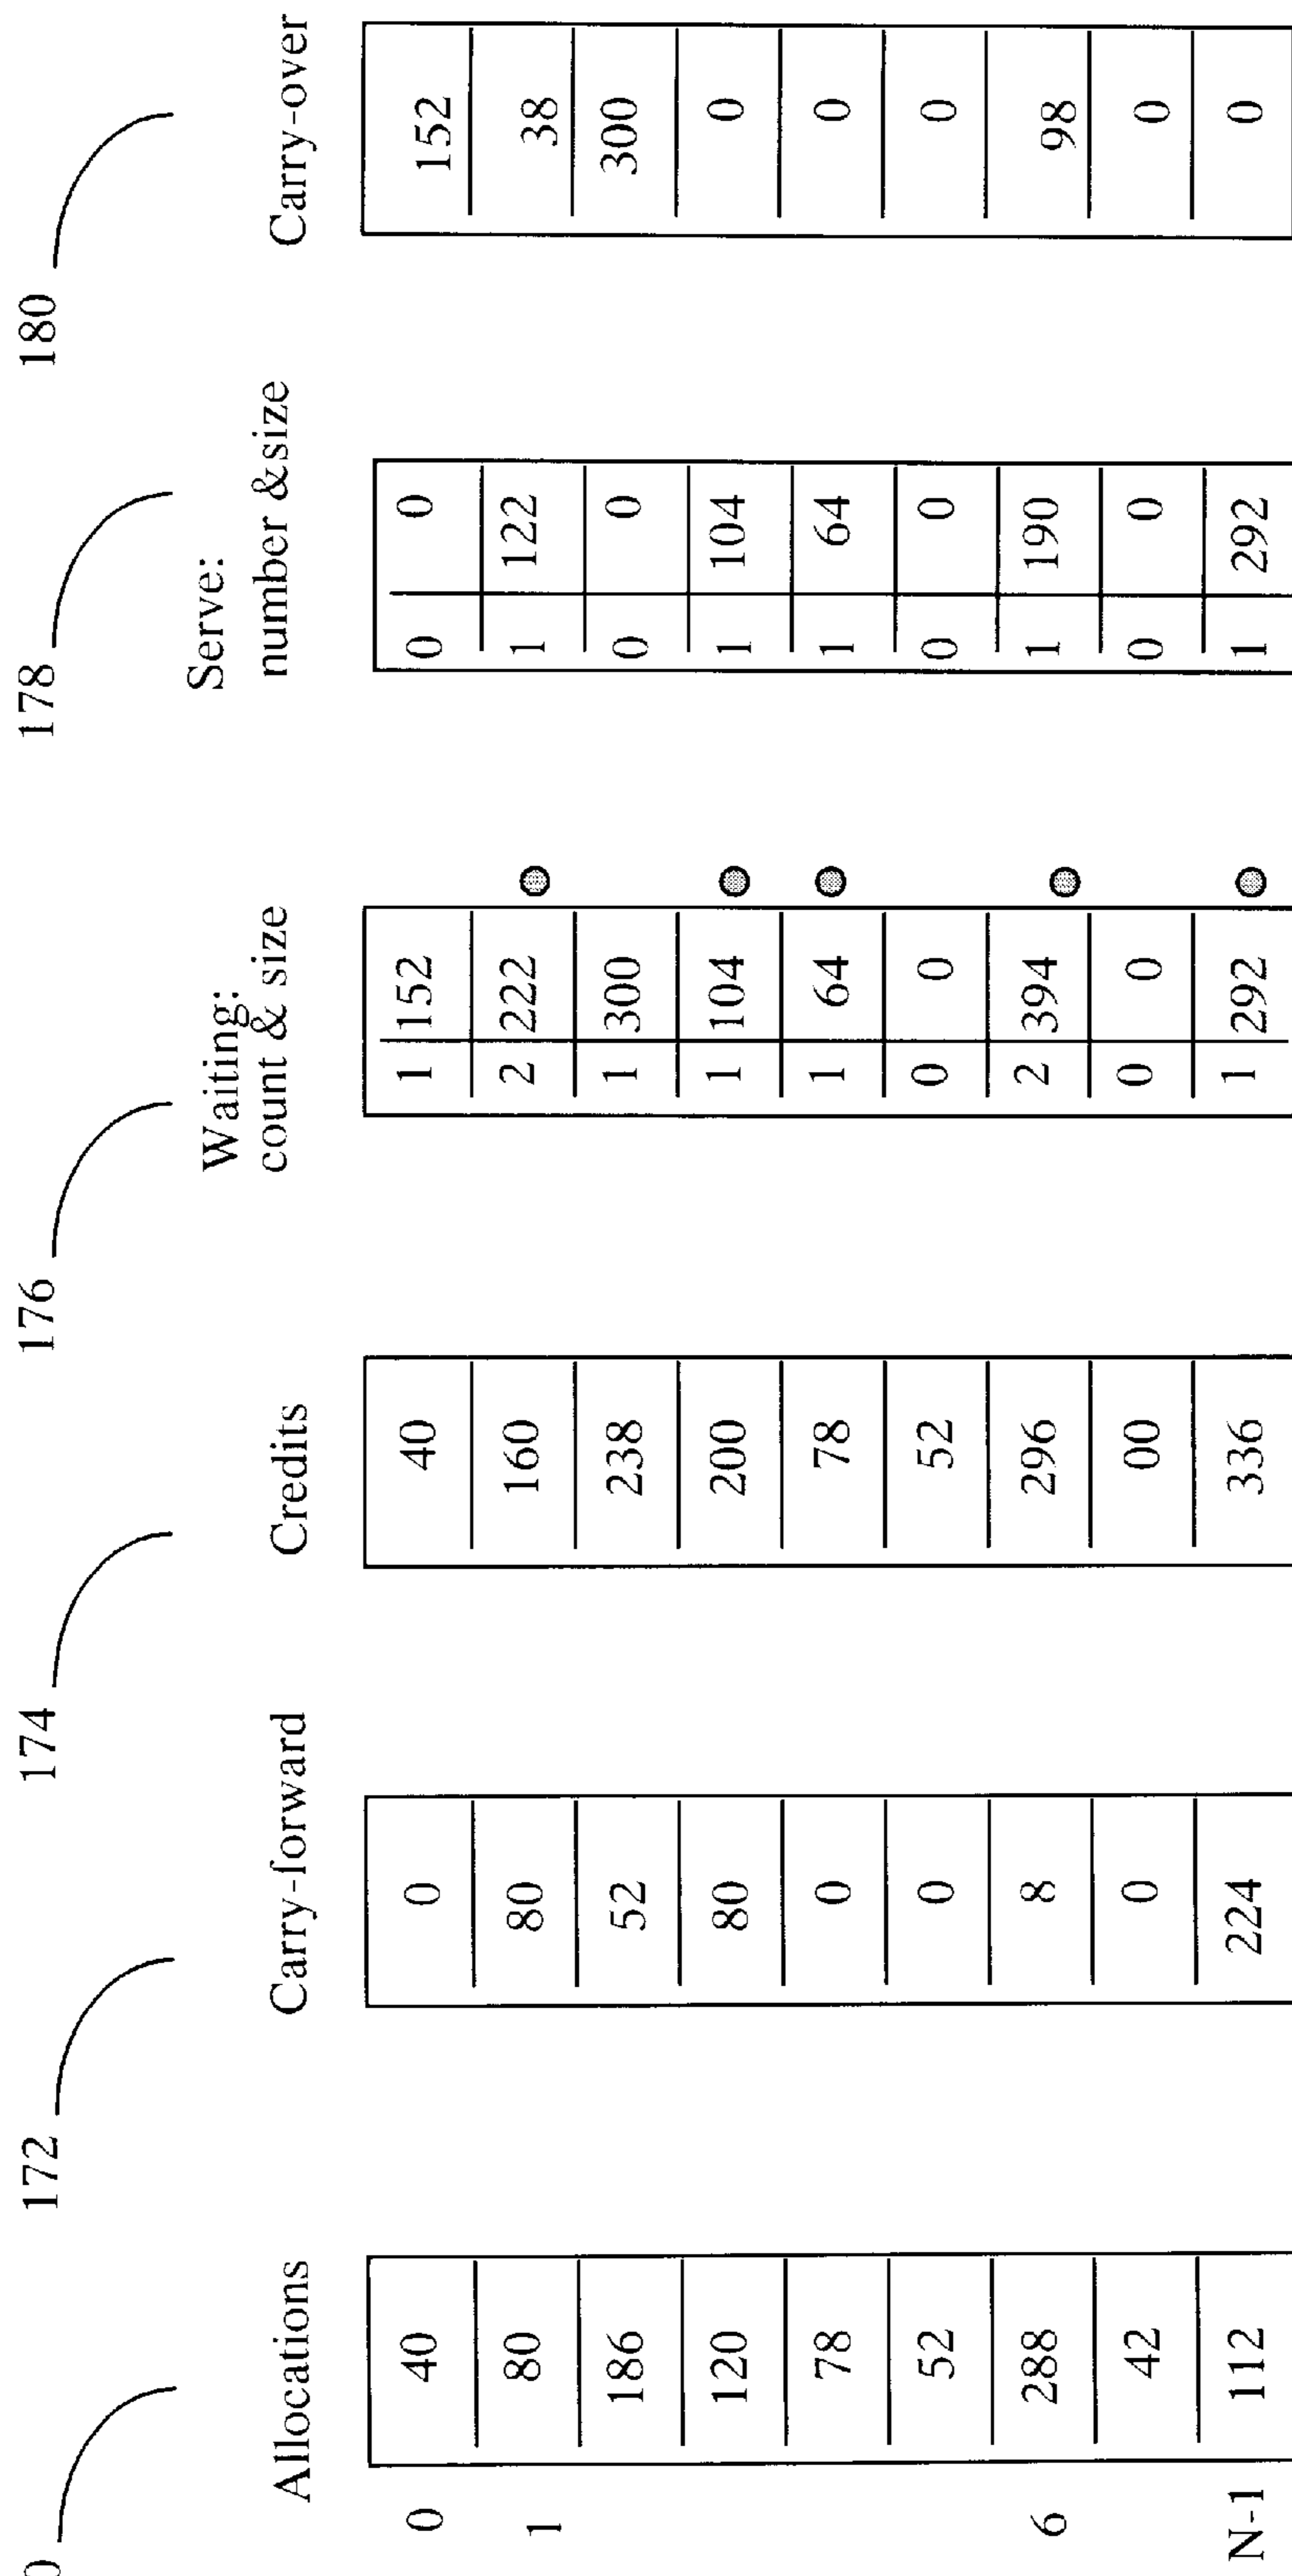 172 174 176 178 180
Waiting: Serve:
Allocations Carry-forward Credits count & size number &size Carry-over
0 40 0 40 1 152 0 0 152
1 80 80 160 2 222 1 122 38
186 52 238 1 300 0 0 300
120 80 200 1 104 1 104 0
78 0 78 1 64 1 64 0
52 0 52 0 0 0 0 0
6 288 8 296 2 394 1 190 98
42 0 00 0 0 0 0 0
N-1 112 224 336 1 292 1 292 0